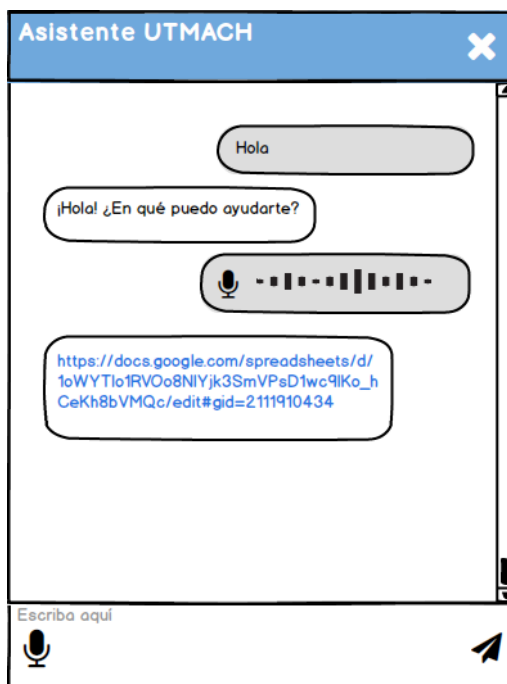 Asistente UTMACH
Hola
¡Hola! ¿En qué puedo ayudarte?
https://docs.google.com/spreadsheets/d/
1oWYTIo1RVOo8NIYjk3SmVPsD1wc9IKo_h
CeKh8bVMQc/edit#gid=2111910434
Escriba aquí